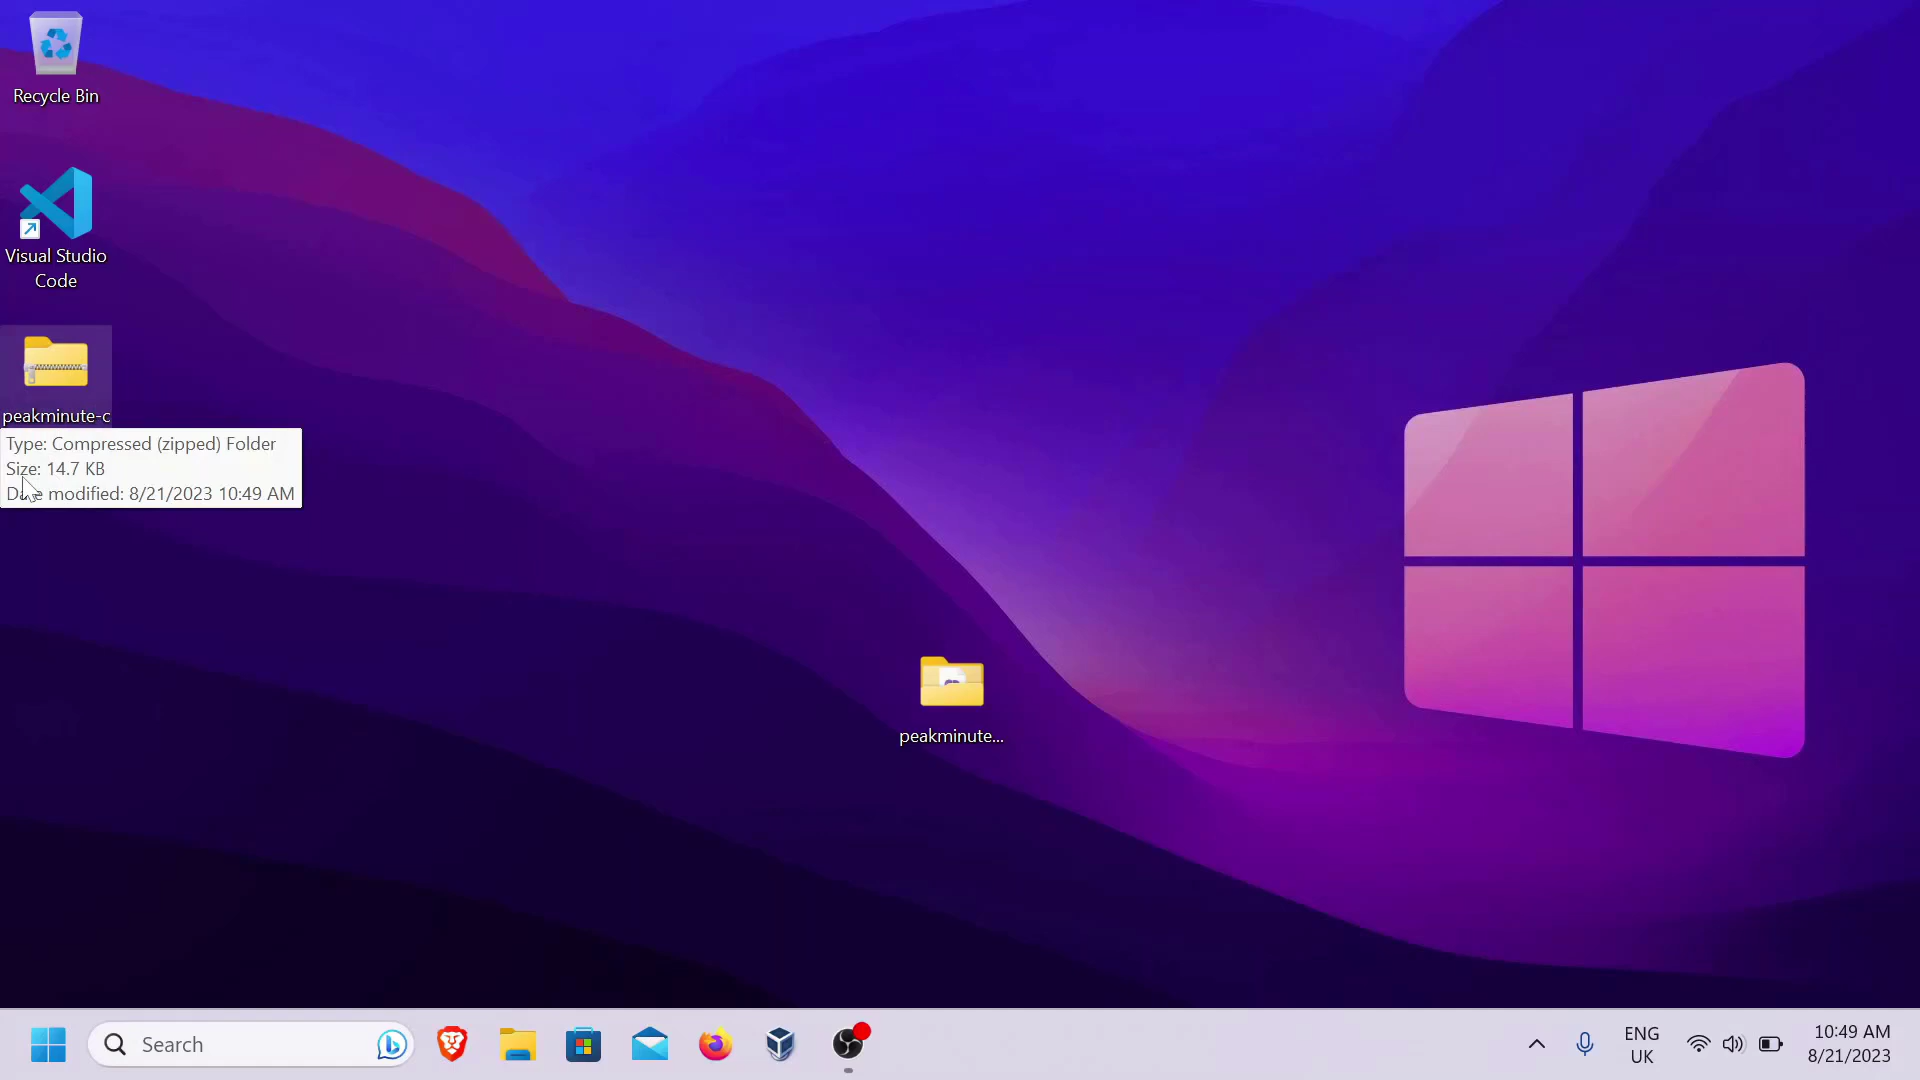 Recycle Bin
Visual Studio
Code
peakminute-c
Type: Compressed (zipped) Folder
Size: 14.7 KB
Date modified: 8/21/2023 10:49 AM
peakminute...
Search
ENG
UK
10:49 AM
8/21/2023